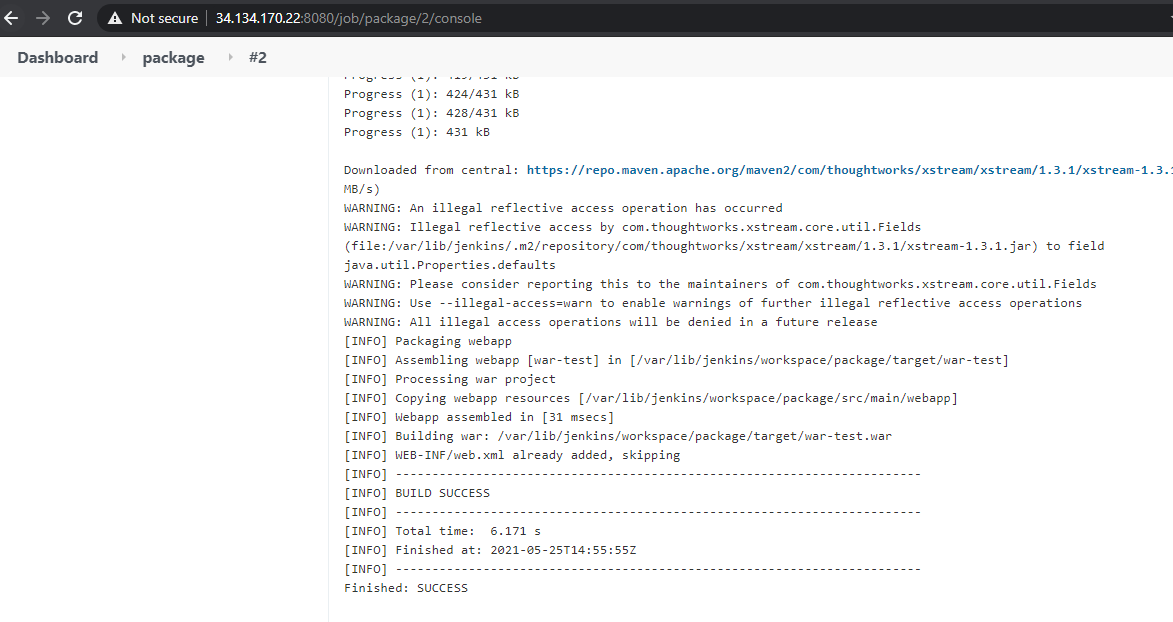 Not secure | 34.134.170.22:8080/job/package/2/console
Dashboard package #2
Progress (1): 424/431 kB
Progress (1): 428/431 kB
Progress (1): 431 kB
Downloaded from central: https://repo.maven.apache.org/maven2/com/thoughtworks/xstream/xstream/1.3.1/xstream-1.3.
MB/s)
WARNING: An illegal reflective access operation has occurred
WARNING: Illegal reflective access by com.thoughtworks.xstream.core.util.Fields
(file:/var/lib/jenkins/.m2/repository/com/thoughtworks/xstream/xstream/1.3.1/xstream-1.3.1.jar) to field
java.util.Properties.defaults
WARNING: Please consider reporting this to the maintainers of com.thoughtworks.xstream.core.util.Fields
WARNING: Use --illegal-access=warn to enable warnings of further illegal reflective access operations
WARNING: All illegal access operations will be denied in a future release
[INFO] Packaging webapp
[INFO] Assembling webapp [war-test] in [/var/lib/jenkins/workspace/package/target/war-test]
[INFO] Processing war project
[INFO] Copying webapp resources [/var/lib/jenkins/workspace/package/src/main/webapp]
[INFO] Webapp assembled in [31 msecs]
[INFO] Building war: /var/lib/jenkins/workspace/package/target/war-test.war
[INFO] WEB-INF/web.xml already added, skipping
[INFO] ------------------------------------------------------------------------
[INFO] BUILD SUCCESS
[INFO] ------------------------------------------------------------------------
[INFO] Total time:  6.171 s
[INFO] Finished at: 2021-05-25T14:55:55Z
[INFO] ------------------------------------------------------------------------
Finished: SUCCESS